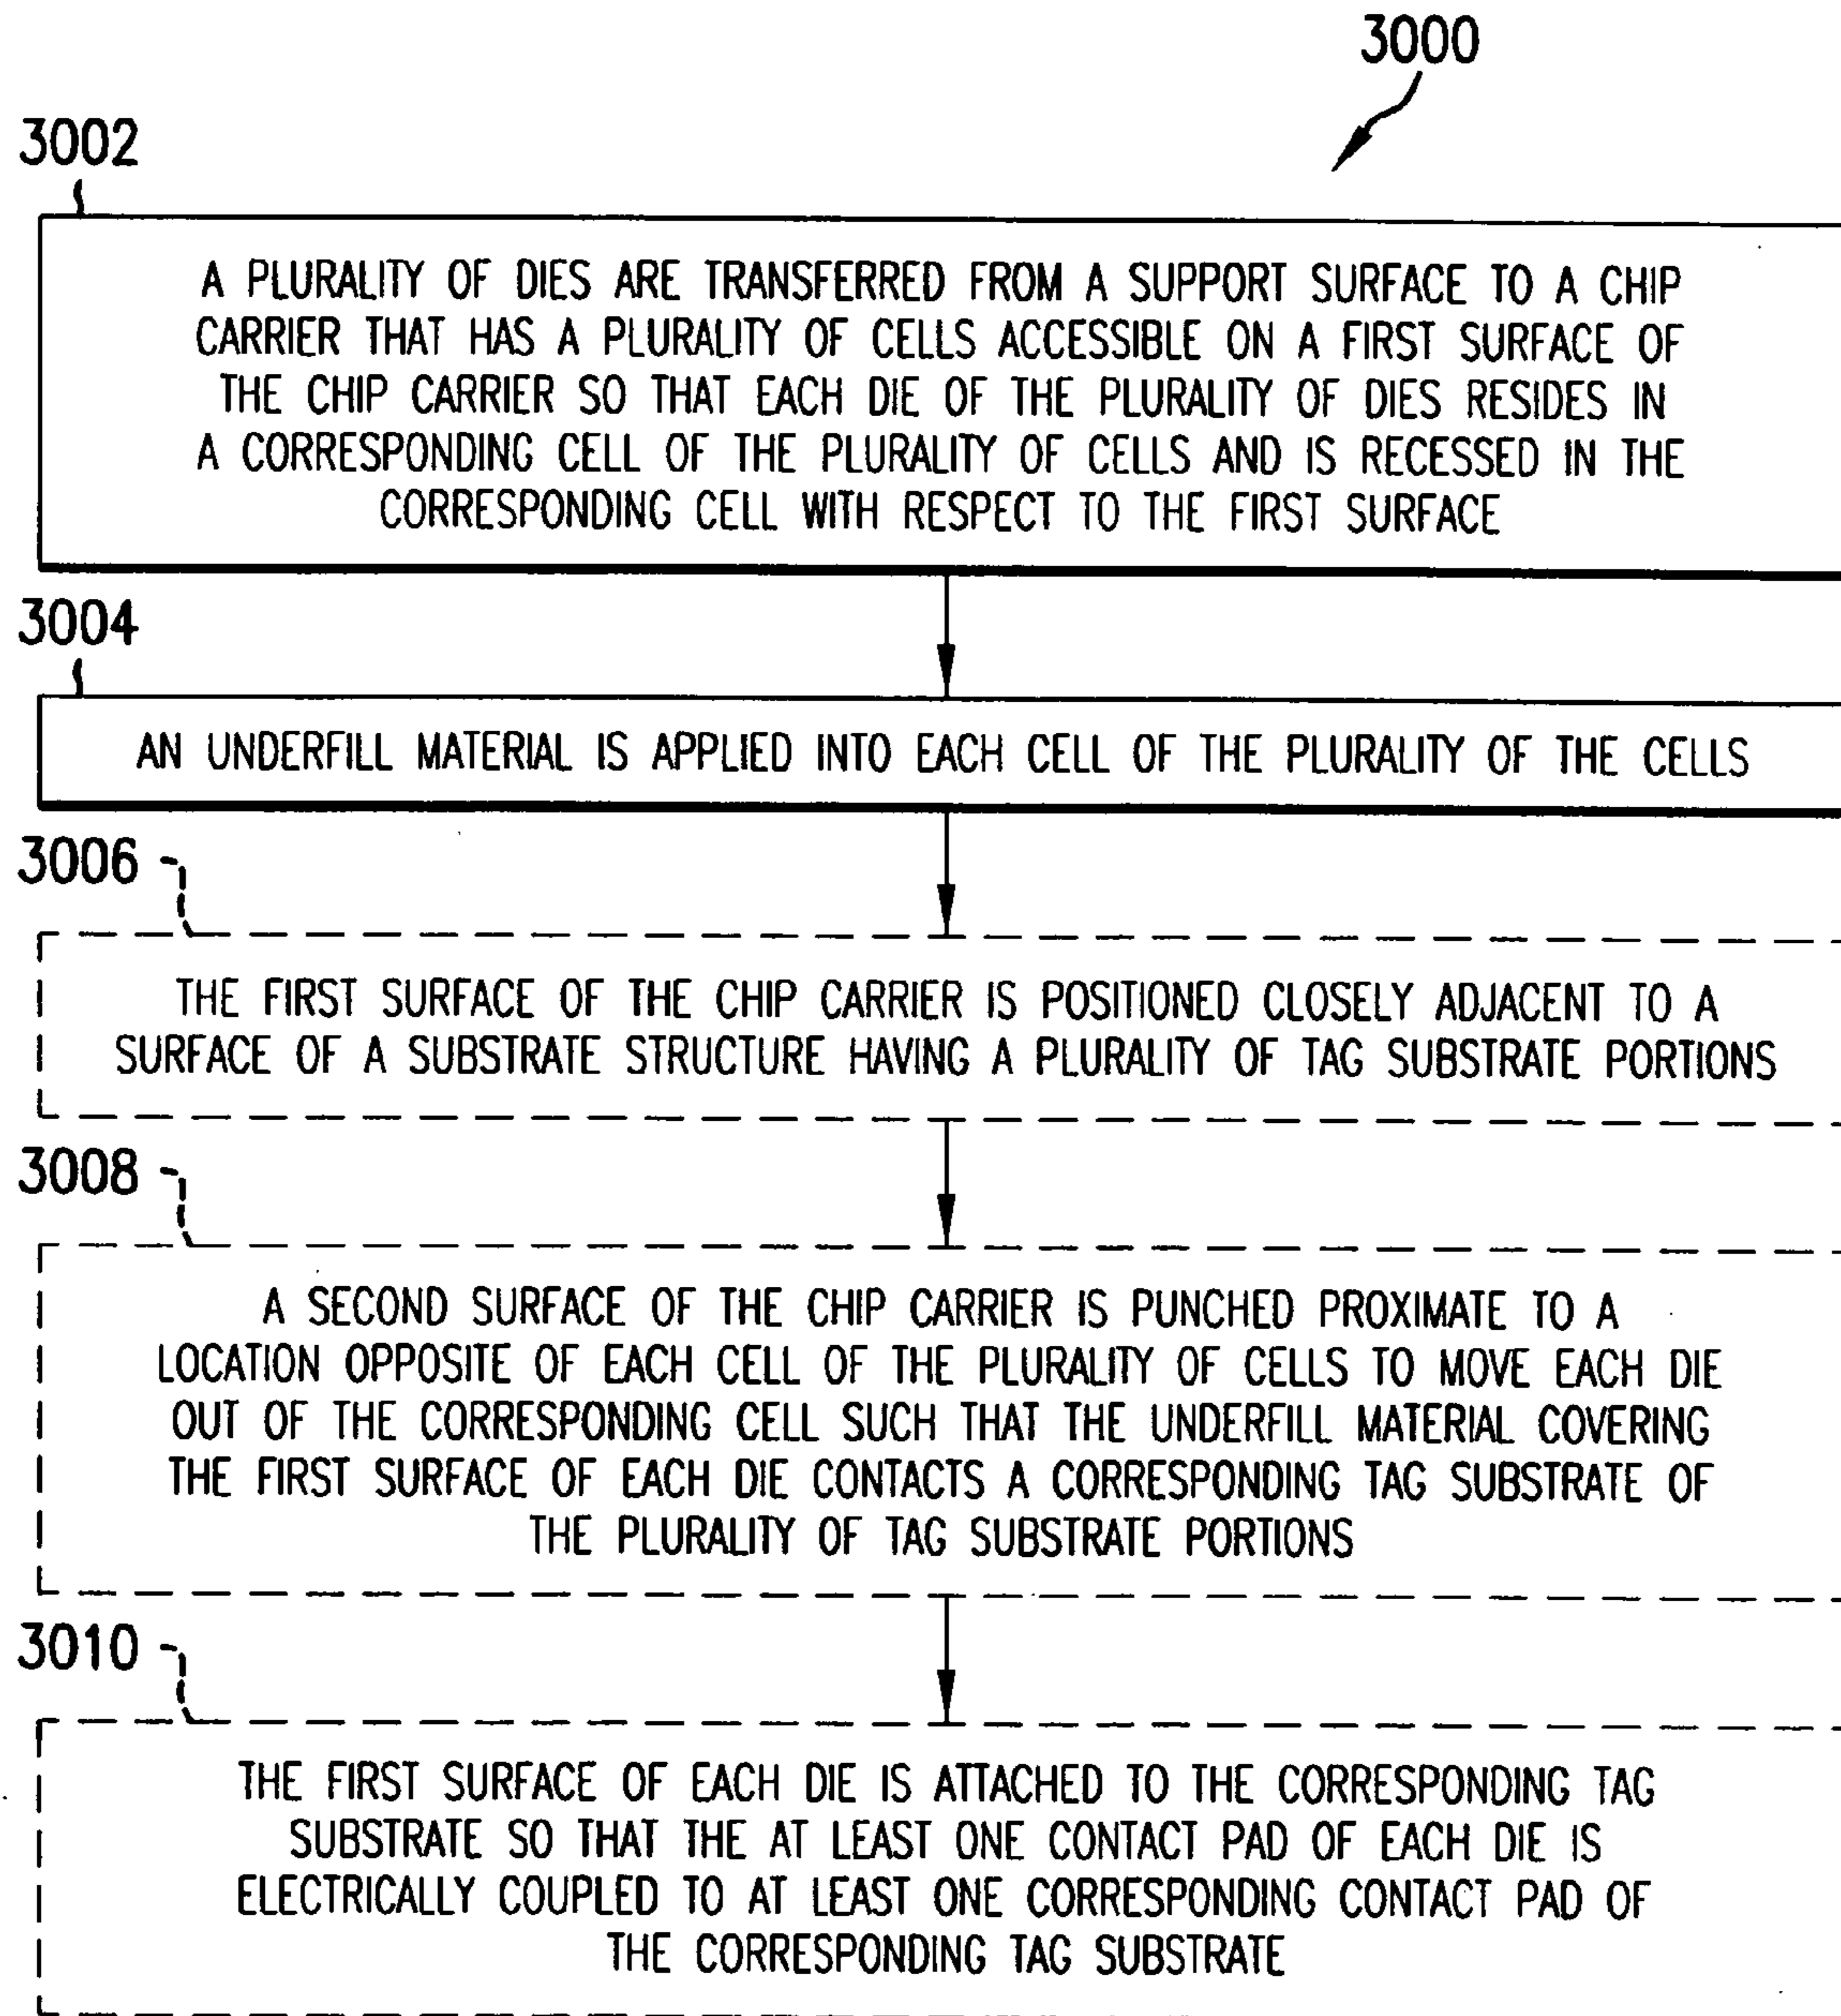 3000
3002
A PLURALITY OF DIES ARE TRANSFERRED FROM A SUPPORT SURFACE TO A CHIP
CARRIER THAT HAS A PLURALITY OF CELLS ACCESSIBLE ON A FIRST SURFACE OF
THE CHIP CARRIER SO THAT EACH DIE OF THE PLURALITY OF DIES RESIDES IN
A CORRESPONDING CELL OF THE PLURALITY OF CELLS AND IS RECESSED IN THE
CORRESPONDING CELL WITH RESPECT TO THE FIRST SURFACE
3004
AN UNDERFILL MATERIAL IS APPLIED INTO EACH CELL OF THE PLURALITY OF THE CELLS
3006
THE FIRST SURFACE OF THE CHIP CARRIER IS POSITIONED CLOSELY ADJACENT TO A
SURFACE OF A SUBSTRATE STRUCTURE HAVING A PLURALITY OF TAG SUBSTRATE PORTIONS
3008
A SECOND SURFACE OF THE CHIP CARRIER IS PUNCHED PROXIMATE TO A
LOCATION OPPOSITE OF EACH CELL OF THE PLURALITY OF CELLS TO MOVE EACH DIE
OUT OF THE CORRESPONDING CELL SUCH THAT THE UNDERFILL MATERIAL COVERING
THE FIRST SURFACE OF EACH DIE CONTACTS A CORRESPONDING TAG SUBSTRATE OF
THE PLURALITY OF TAG SUBSTRATE PORTIONS
3010
THE FIRST SURFACE OF EACH DIE IS ATTACHED TO THE CORRESPONDING TAG
SUBSTRATE SO THAT THE AT LEAST ONE CONTACT PAD OF EACH DIE IS
ELECTRICALLY COUPLED TO AT LEAST ONE CORRESPONDING CONTACT PAD OF
THE CORRESPONDING TAG SUBSTRATE